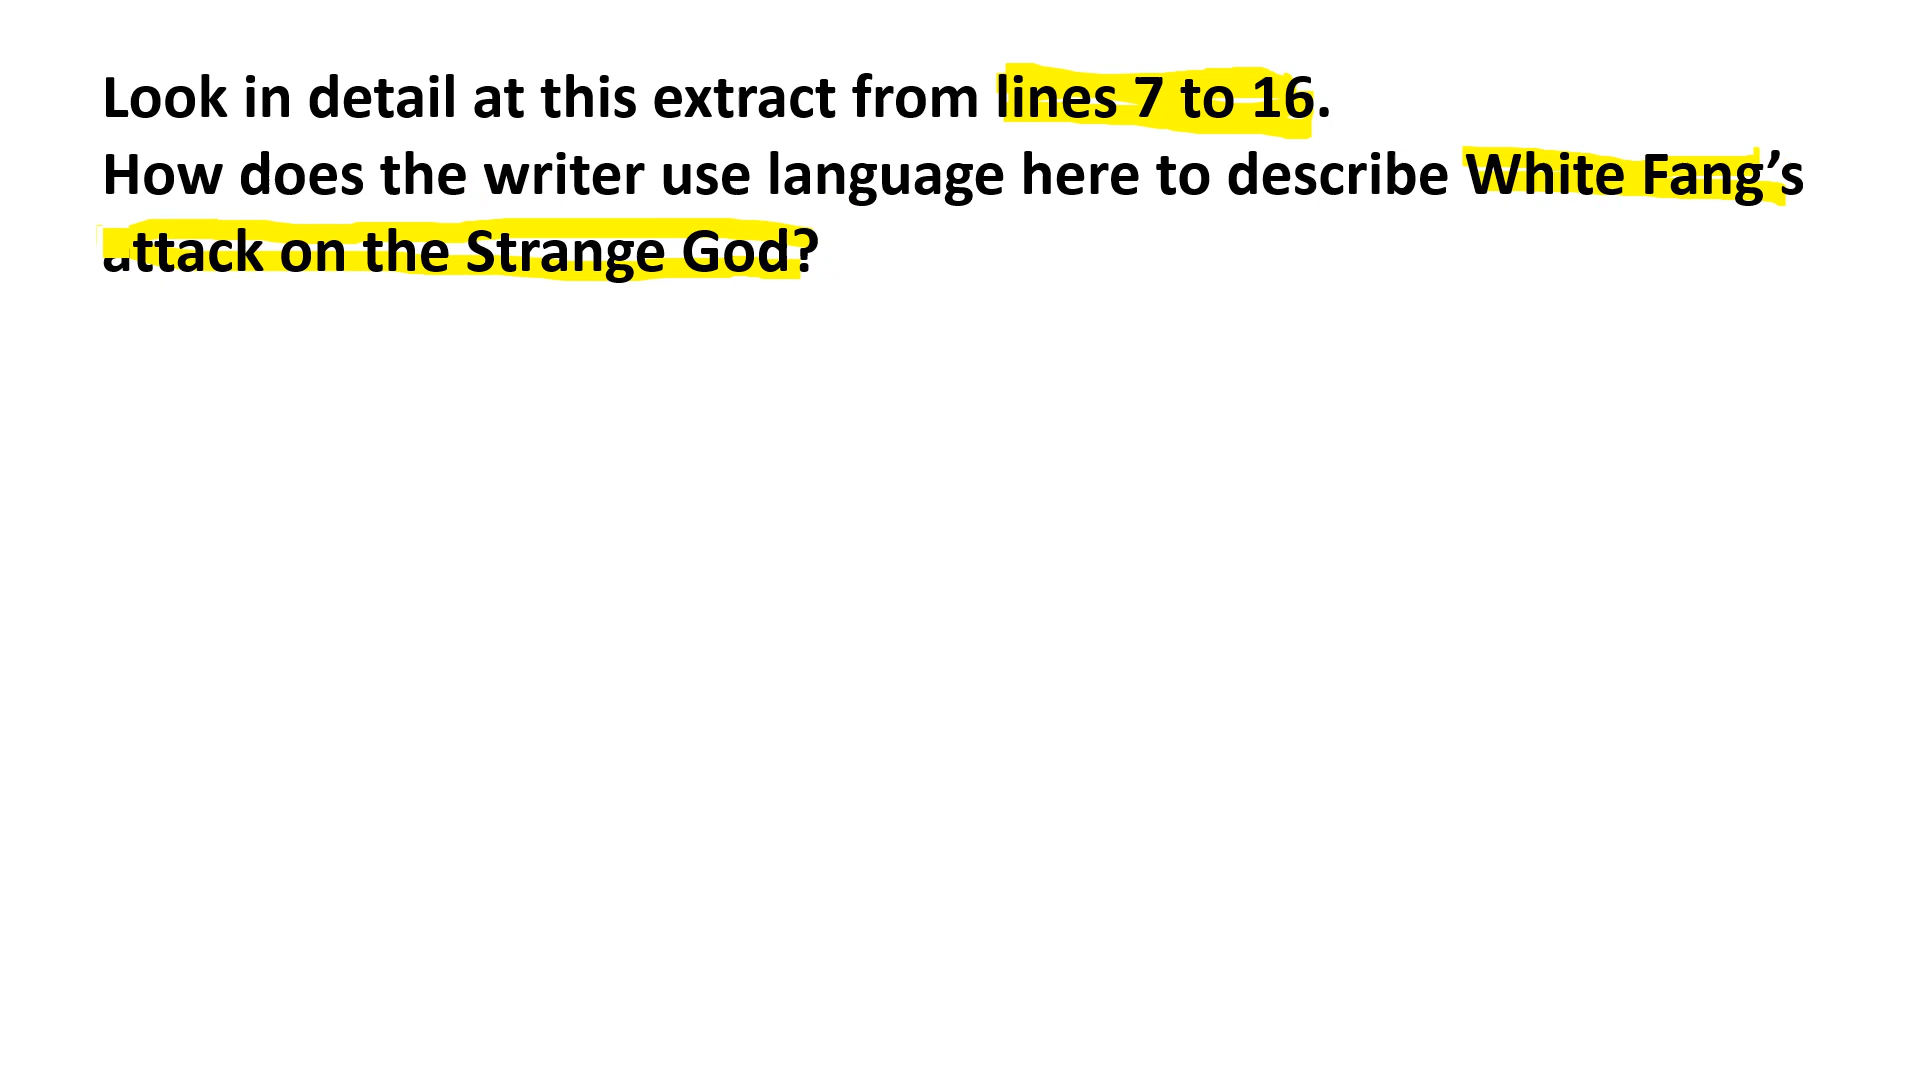 Look in detail at this extract from lines 7 to 16.
How does the writer use language here to describe White Fang’s
attack on the Strange God?